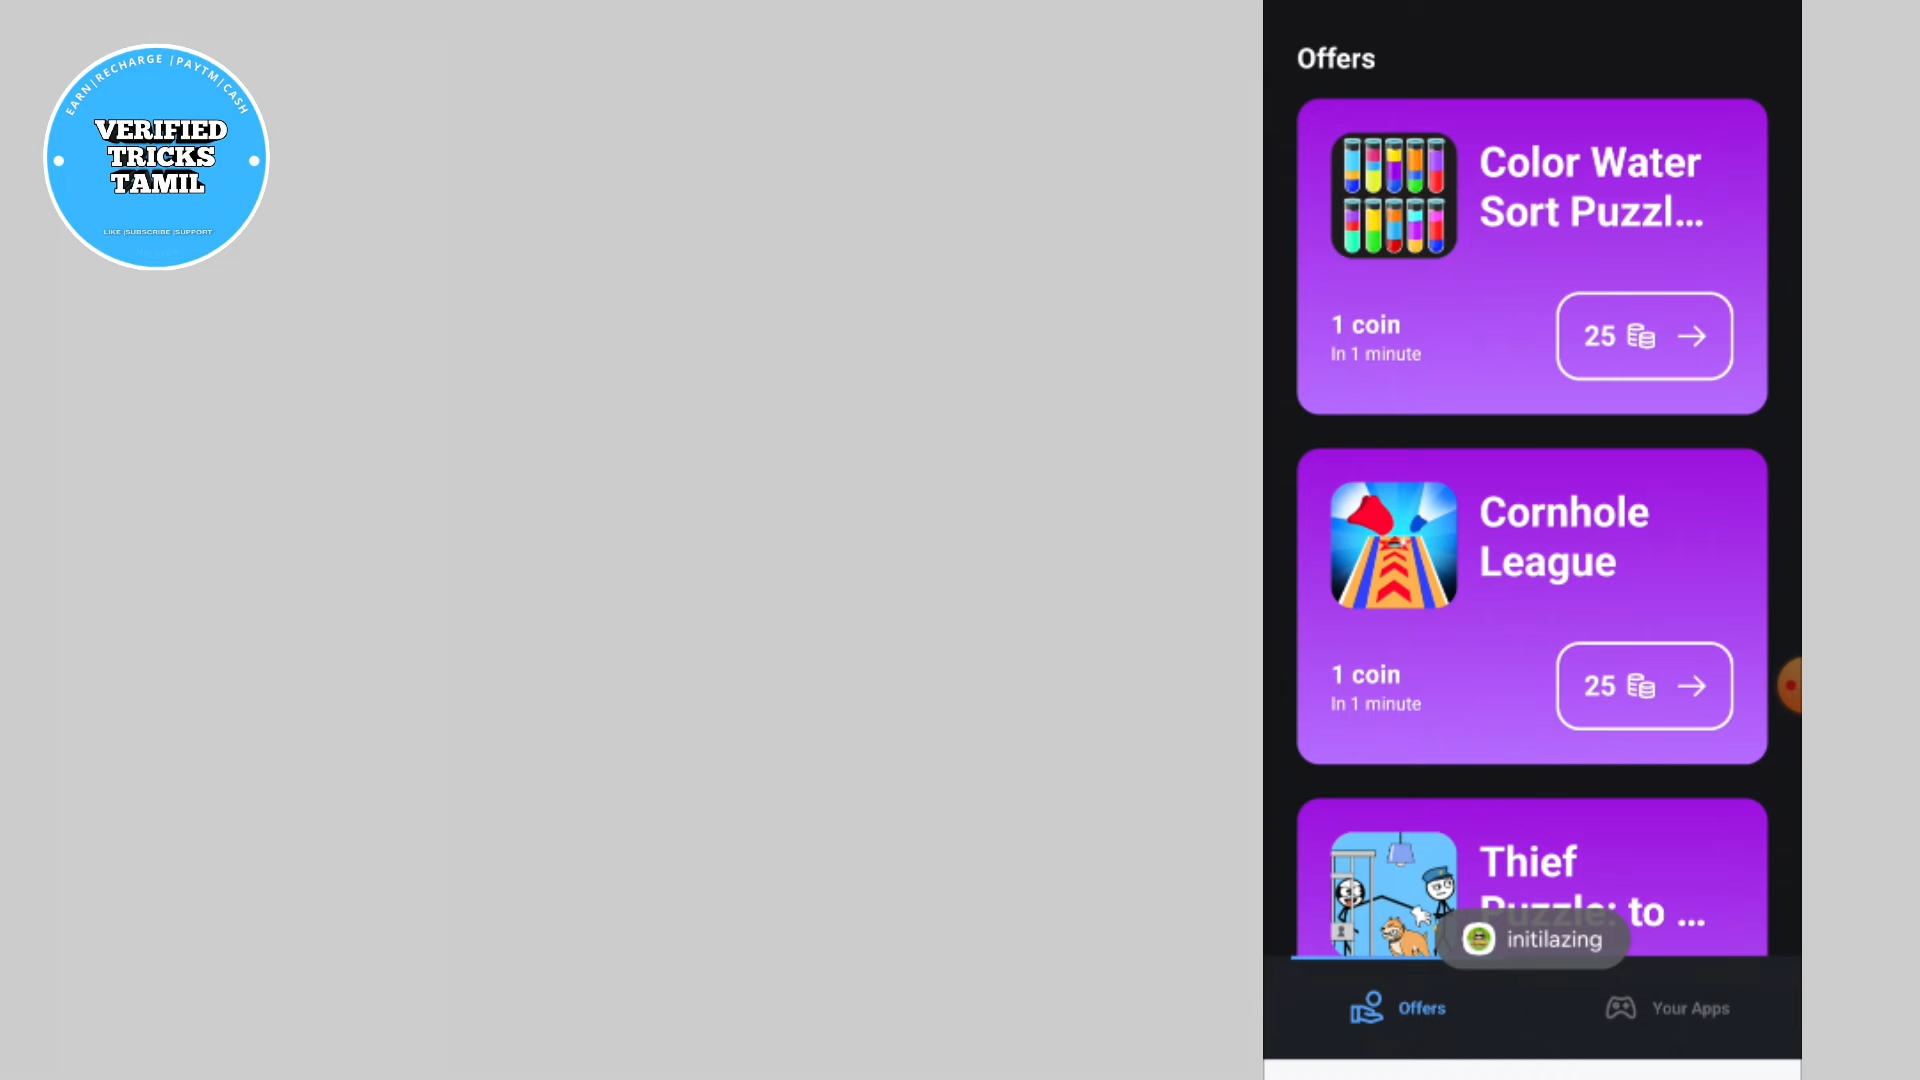 EARN|RECHARGE |PAYTM|CASH
VERIFIED
TRICKS
TAMIL
LIKE |SUBSCRIBE |SUPPORT
Offers
Color Water
Sort Puzzl...
1 coin
In 1 minute
25
Cornhole
League
1 coin
In 1 minute
25
Thief
Puzzle: to ...
initilazing
Offers
Your Apps